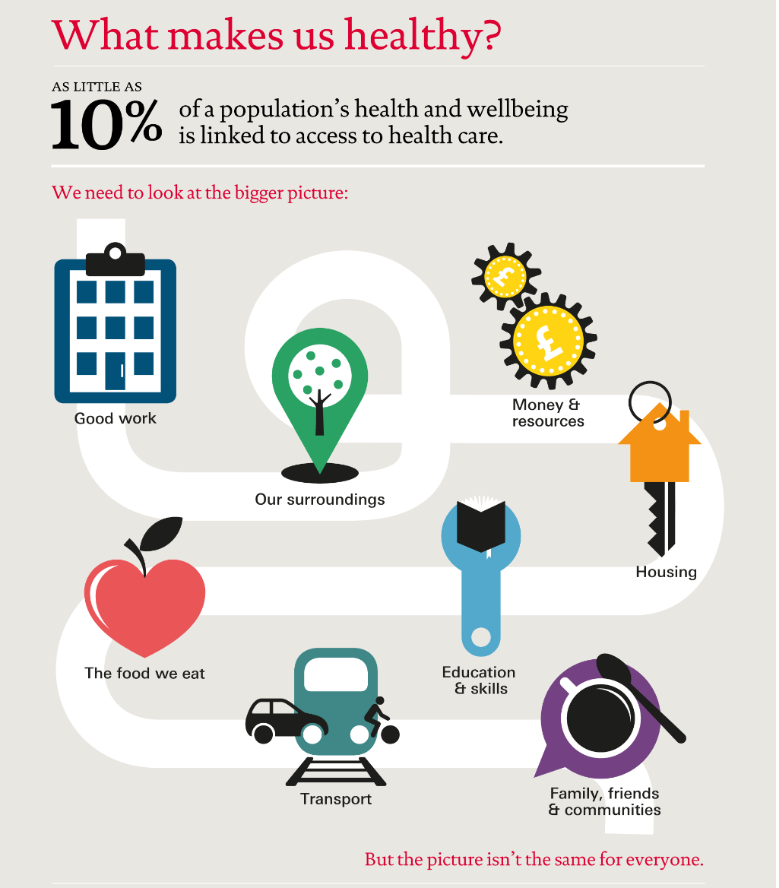 What makes us healthy?
AS LITTLE AS
10%
of a population's health and wellbeing
is linked to access to health care.
We need to look at the bigger picture:
£
£
Good work
Our surroundings
Money &
resources
Housing
The food we eat
Education
& skills
Transport
Family, friends
& communities
But the picture isn't the same for everyone.